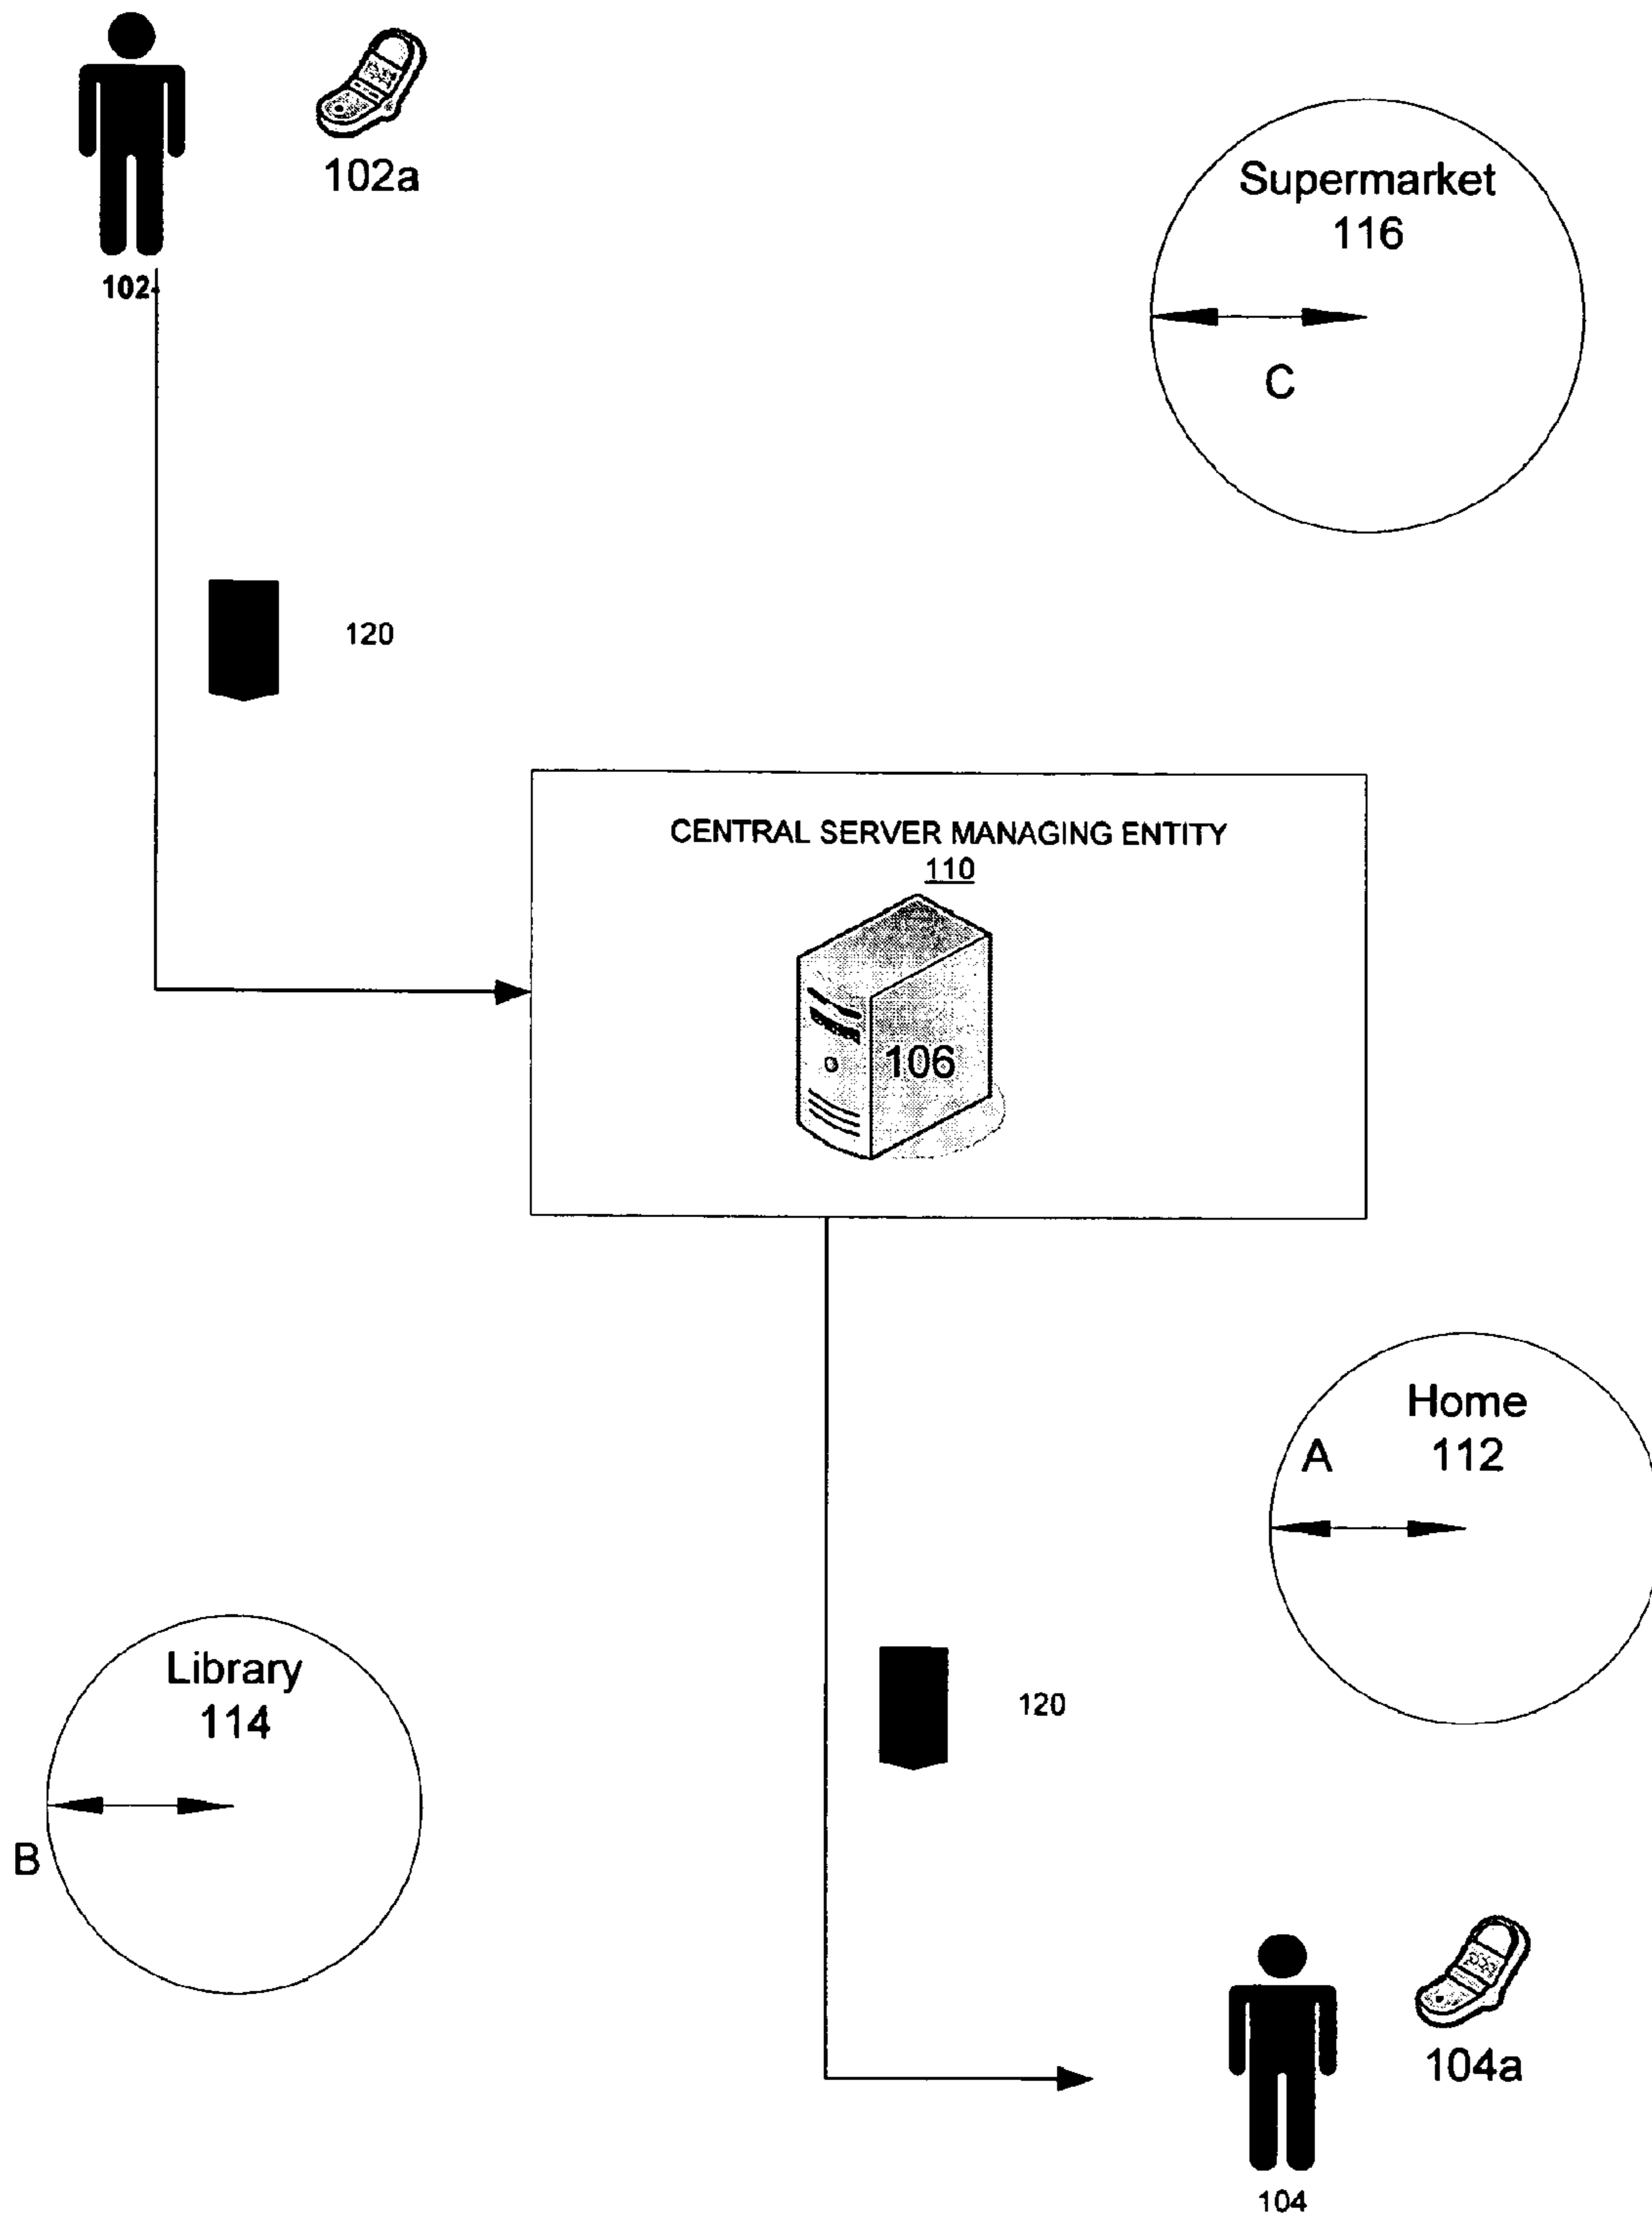 102a
102
Supermarket
116
C
120
CENTRAL SERVER MANAGING ENTITY
110
106
Home
112
A
Library
114
B
120
104a
104